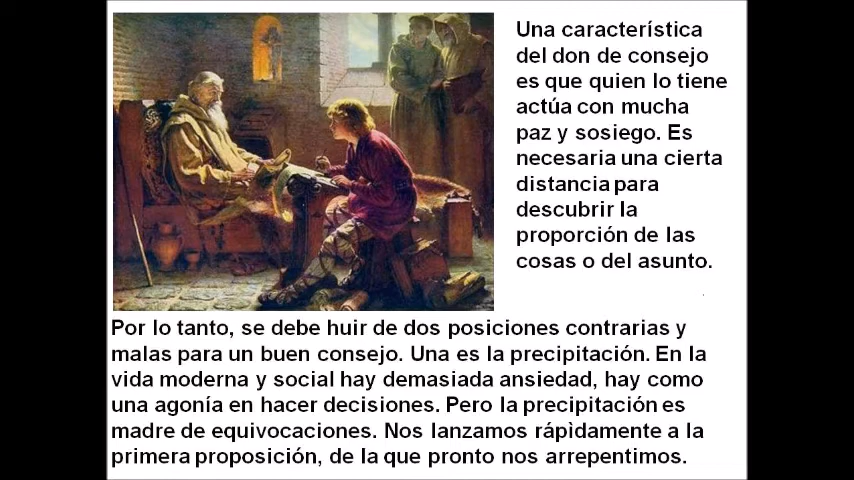 Una característica
del don de consejo
es que quien lo tiene
actúa con mucha
paz y sosiego. Es
necesaria una cierta
distancia para
descubrir la
proporción de las
cosas o del asunto.
Por lo tanto, se debe huir de dos posiciones contrarias y
malas para un buen consejo. Una es la precipitación. En la
vida moderna y social hay demasiada ansiedad, hay como
una agonía en hacer decisiones. Pero la precipitación es
madre de equivocaciones. Nos lanzamos rápidamente a la
primera proposición, de la que pronto nos arrepentimos.